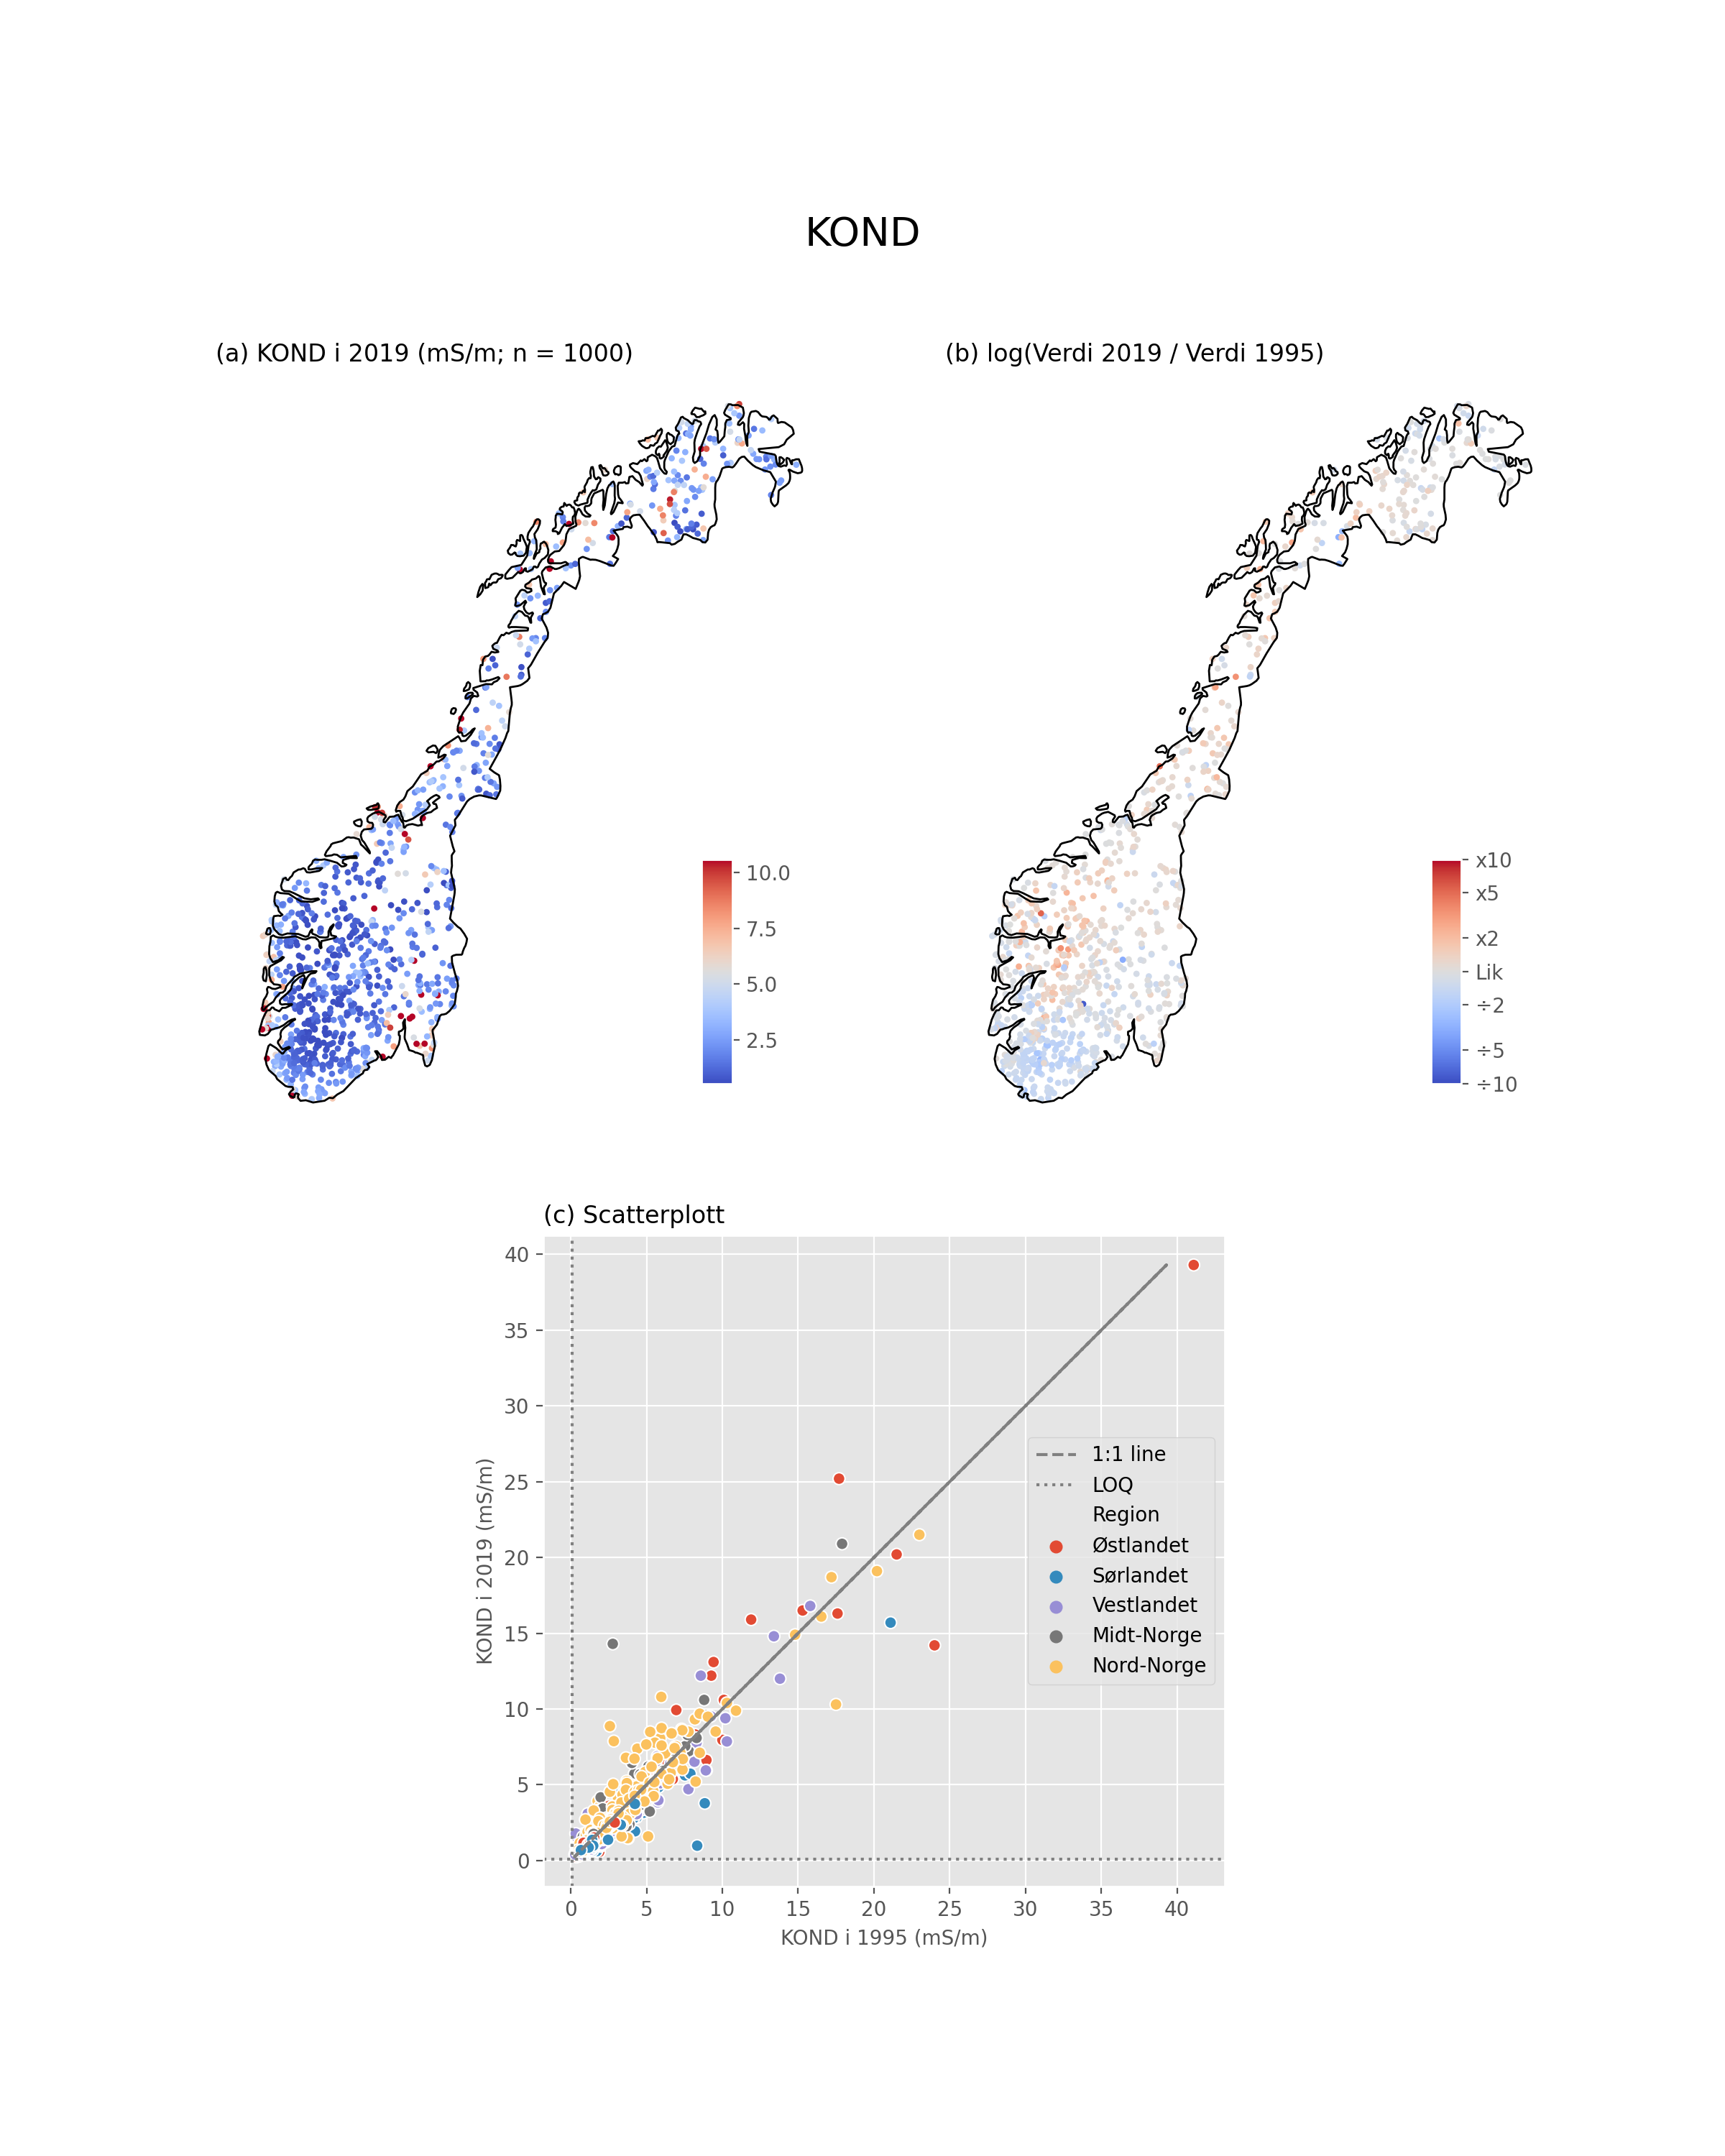 KOND
(a) KOND i 2019 (mS/m; n = 1000)
(b) log(Verdi 2019 / Verdi 1995)
10.0
7.5
5.0
2.5
x10
x5
x2
Lik
÷2
÷5
÷10
(c) Scatterplott
40
35
30
25
20
15
10
5
0
KOND i 2019 (mS/m)
1:1 line
LOQ
Region
Østlandet
Sørlandet
Vestlandet
Midt-Norge
Nord-Norge
0 5 10 15 20 25 30 35 40
KOND i 1995 (mS/m)